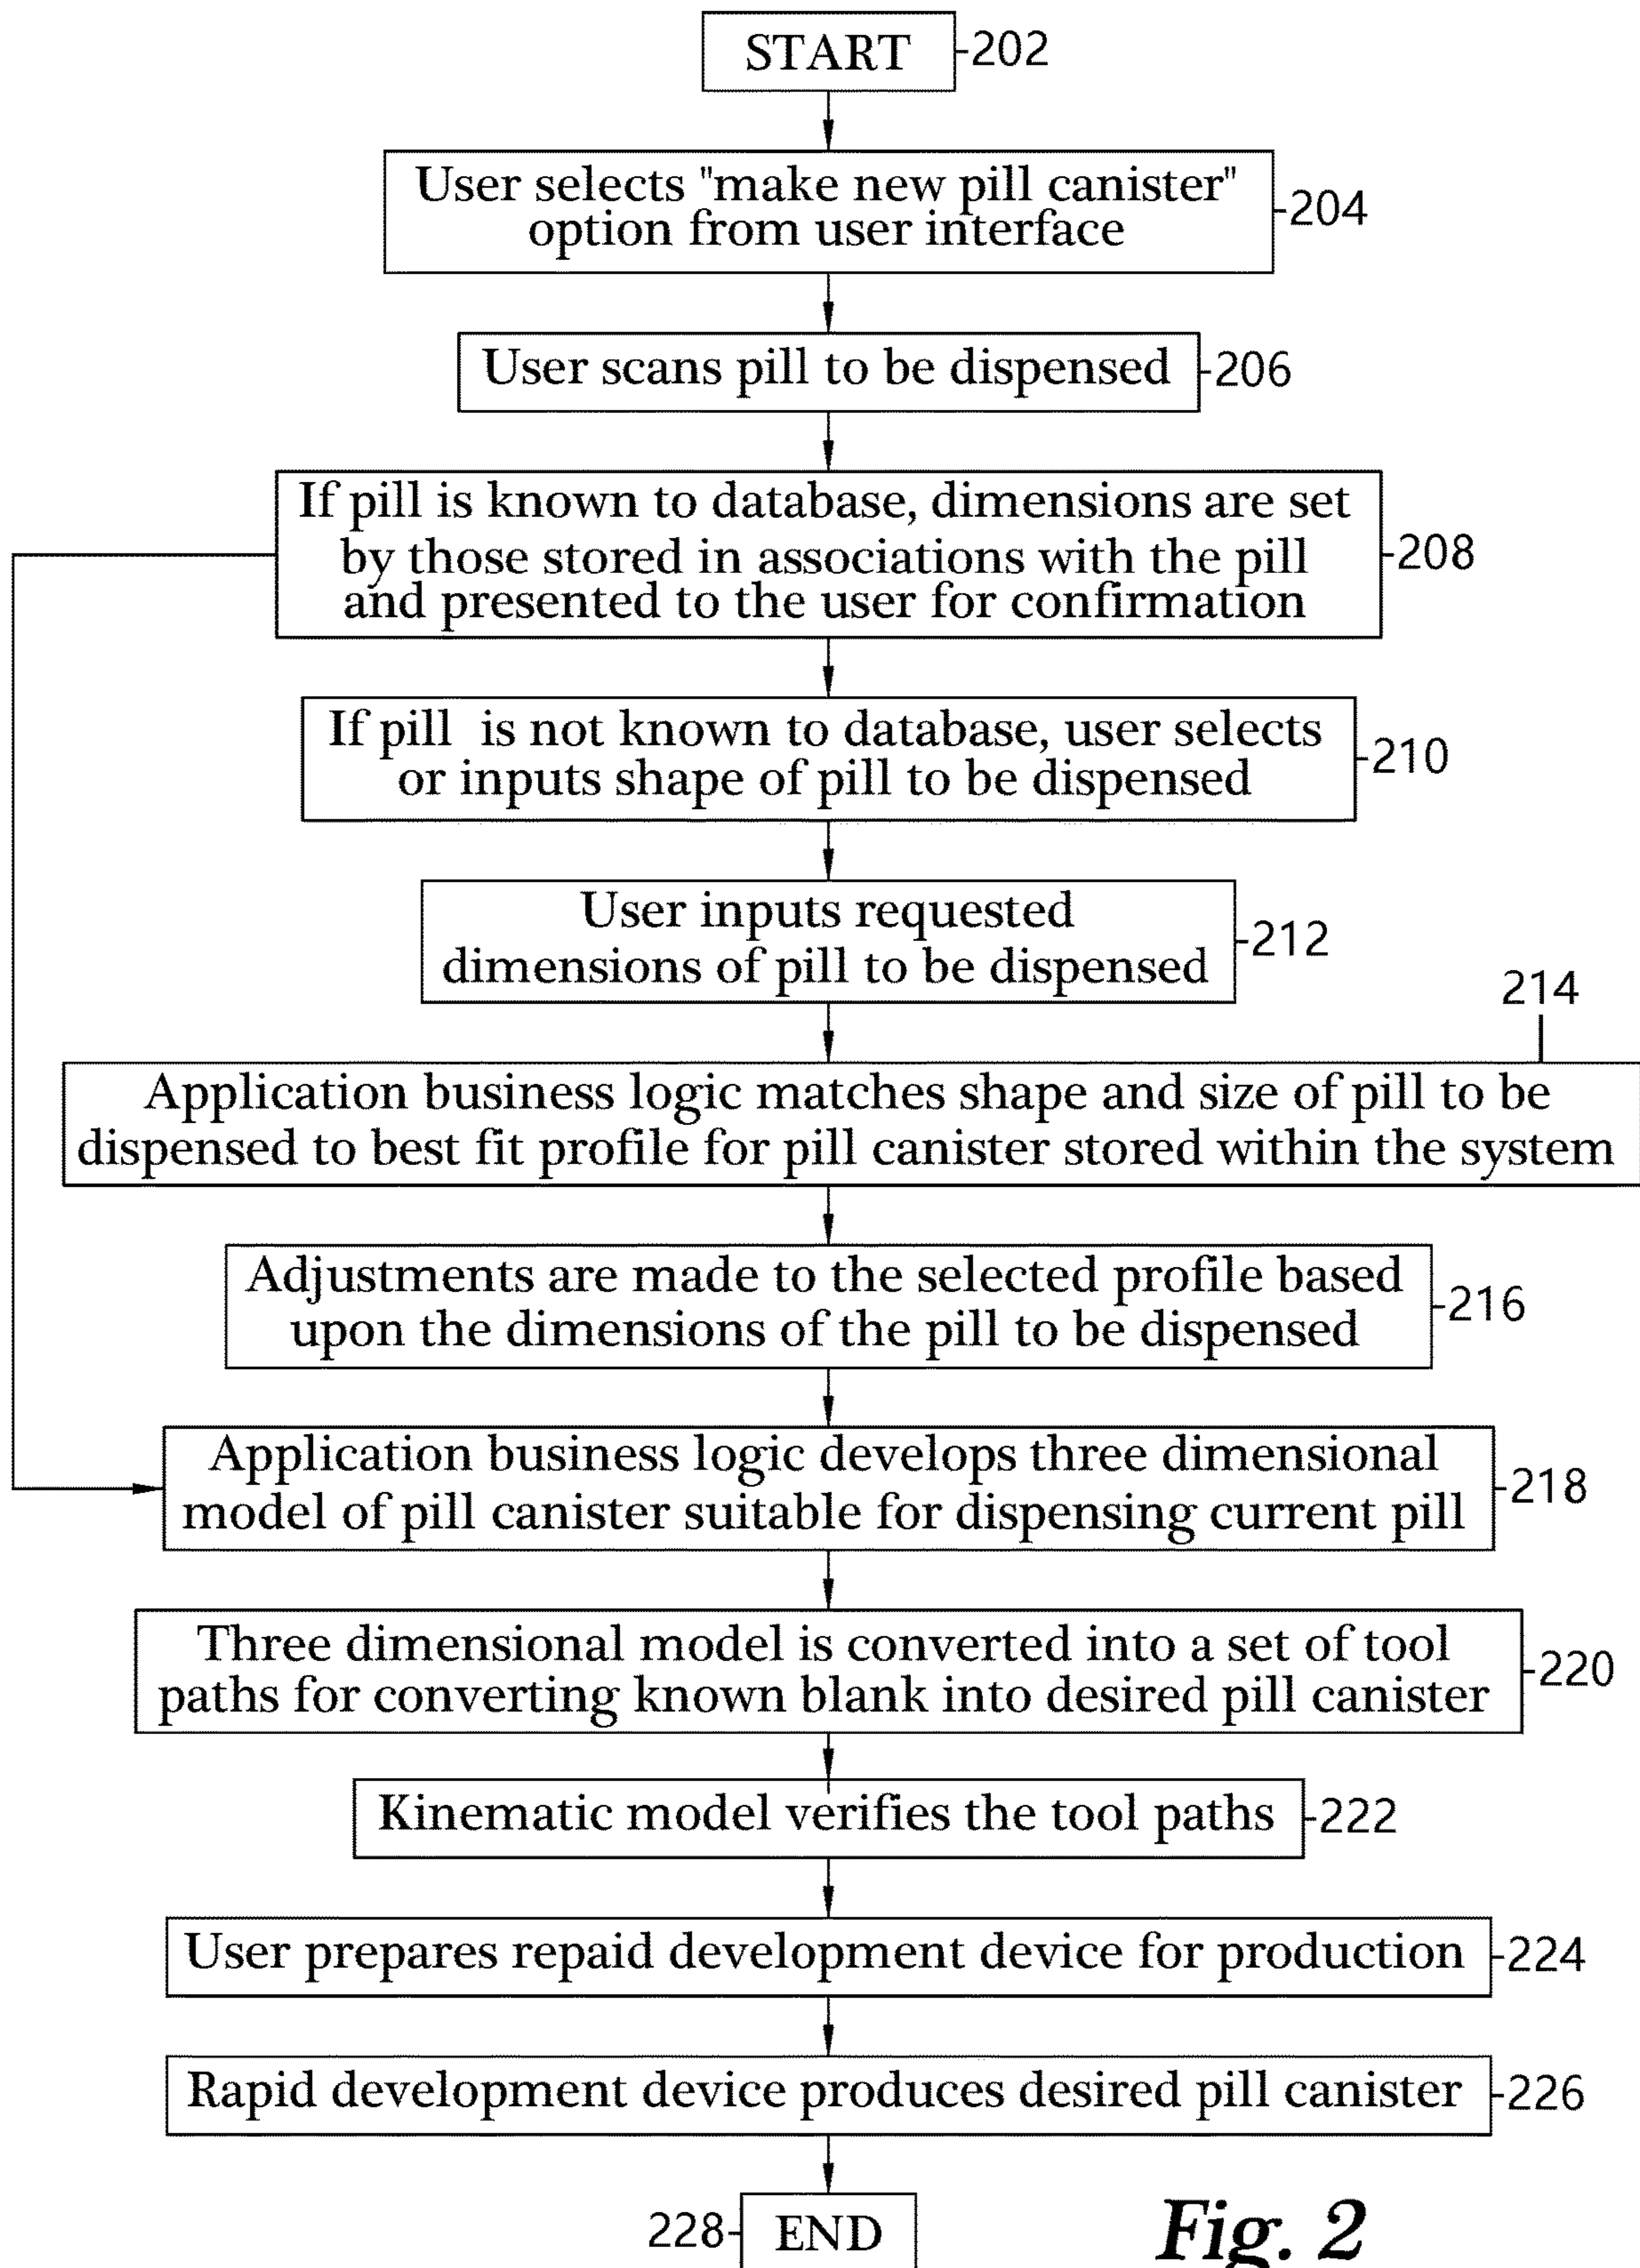 START
202
User selects "make new pill canister"
option from user interface
204
User scans pill to be dispensed
206
If pill is known to database, dimensions are set
by those stored in associations with the pill
and presented to the user for confirmation
208
If pill is not known to database, user selects
or inputs shape of pill to be dispensed
210
User inputs requested
dimensions of pill to be dispensed
212
214
Application business logic matches shape and size of pill to be
dispensed to best fit profile for pill canister stored within the system
Adjustments are made to the selected profile based
upon the dimensions of the pill to be dispensed
216
Application business logic develops three dimensional
model of pill canister suitable for dispensing current pill
218
Three dimensional model is converted into a set of tool
paths for converting known blank into desired pill canister
220
Kinematic model verifies the tool paths
222
User prepares repaid development device for production
224
Rapid development device produces desired pill canister
226
228
END
Fig. 2